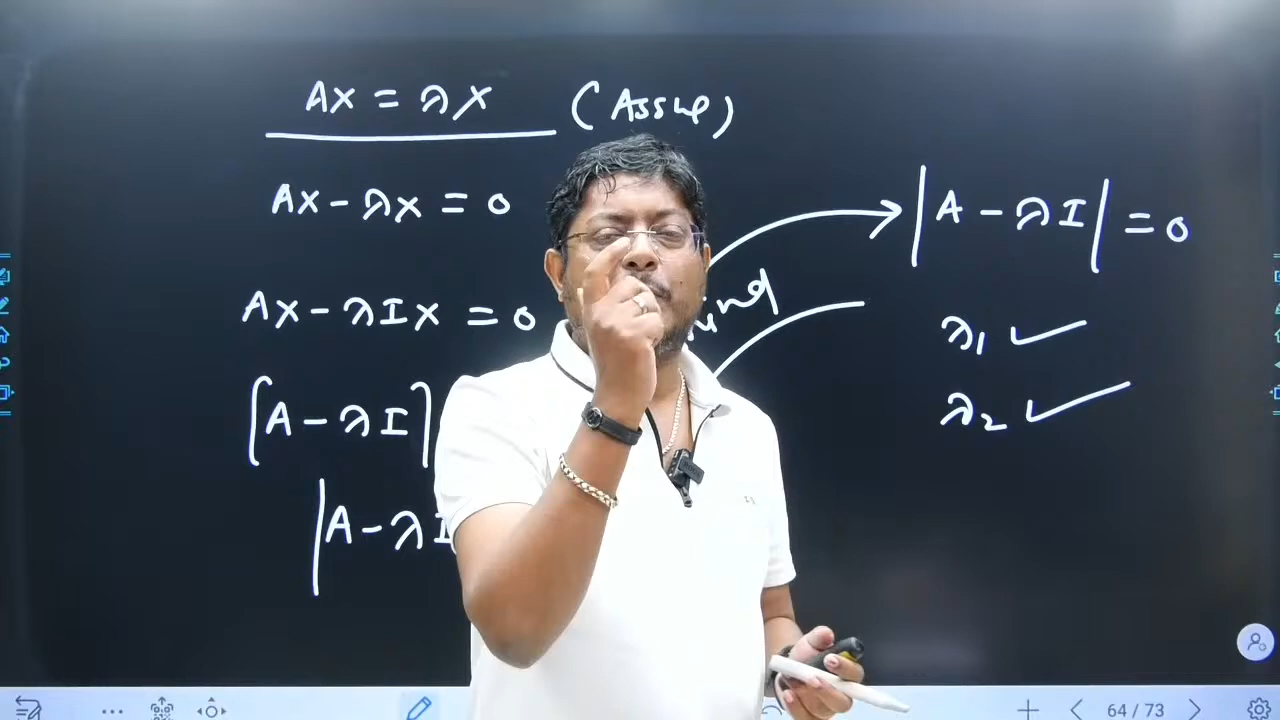 AX = λX (Assume)
AX - λX = 0
AX - λIX = 0
[A - λI]
|A - λI
|A - λI| = 0
λ1 ✓
λ2 ✓
64 / 73